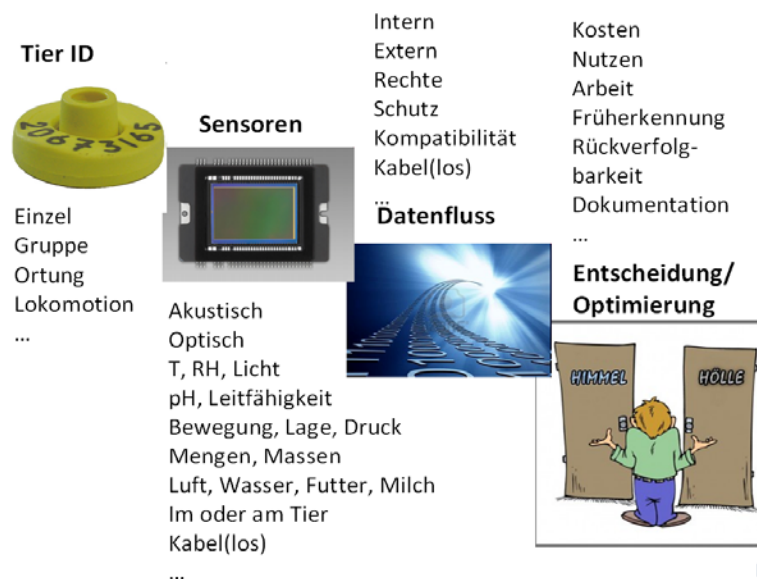 Tier ID
20673165
Einzel
Gruppe
Ortung
Lokomotion
...
Sensoren
Akustisch
Optisch
T, RH, Licht
pH, Leitfähigkeit
Bewegung, Lage, Druck
Mengen, Massen
Luft, Wasser, Futter, Milch
Im oder am Tier
Kabel(los)
...
Intern
Extern
Rechte
Schutz
Kompatibilität
Kabel(los)
...
Datenfluss
Kosten
Nutzen
Arbeit
Früherkennung
Rückverfolg-
barkeit
Dokumentation
...
Entscheidung/
Optimierung
HIMMEL
HÖLLE